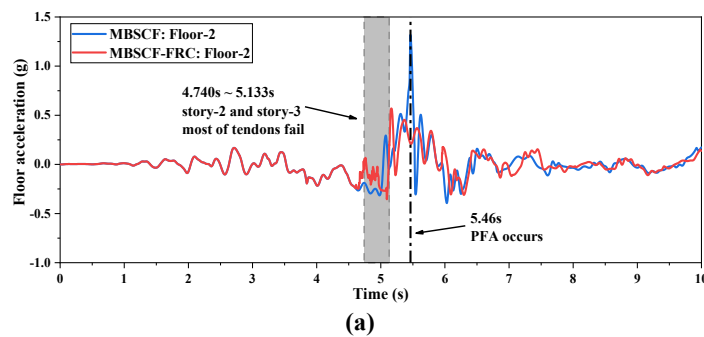 1.5
1.0
0.5
0.0
-0.5
-1.0
Floor acceleration (g)
MBSCF: Floor-2
MBSCF-FRC: Floor-2
4.740s ~ 5.133s
story-2 and story-3
most of tendons fail
5.46s
PFA occurs
0 1 2 3 4 5 6 7 8 9 10
Time (s)
(a)